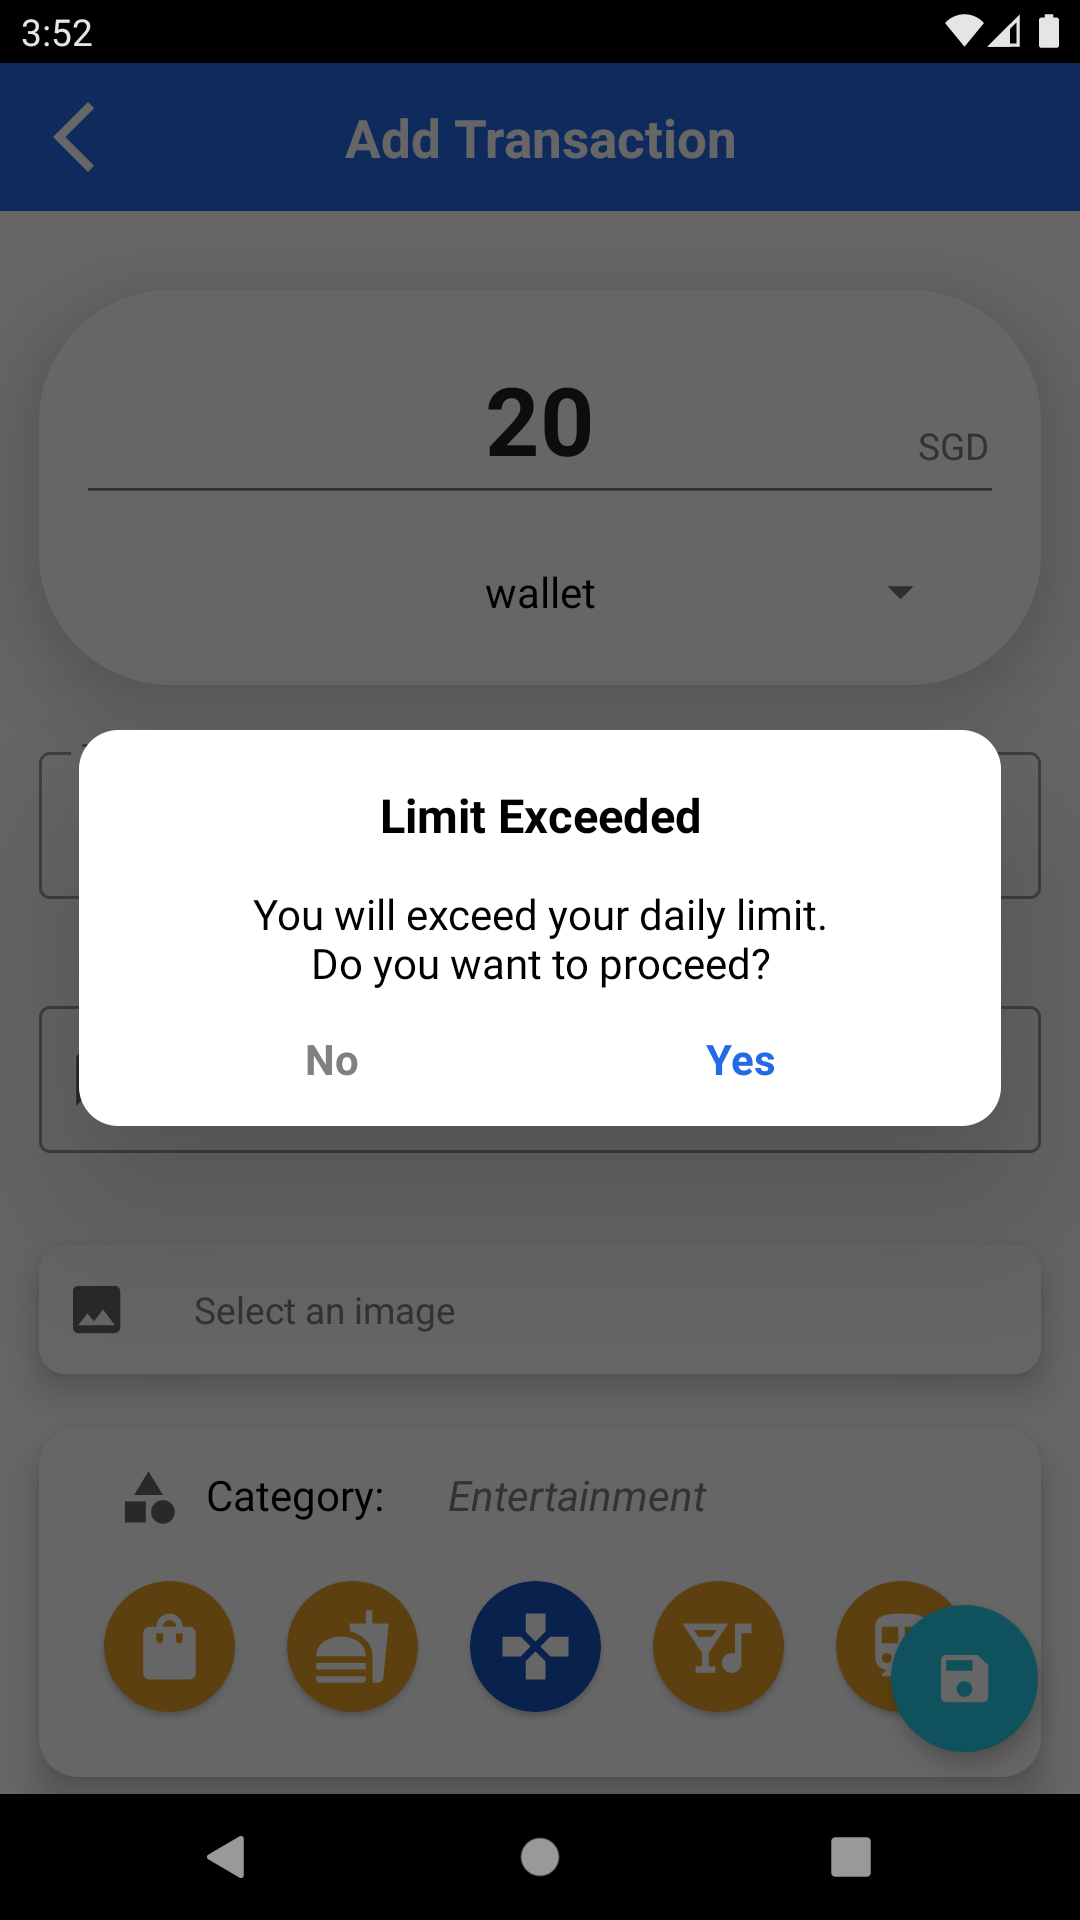 3:52
Add Transaction
20
SGD
wallet
Limit Exceeded
You will exceed your daily limit.
Do you want to proceed?
No
Yes
Select an image
Category:
Entertainment